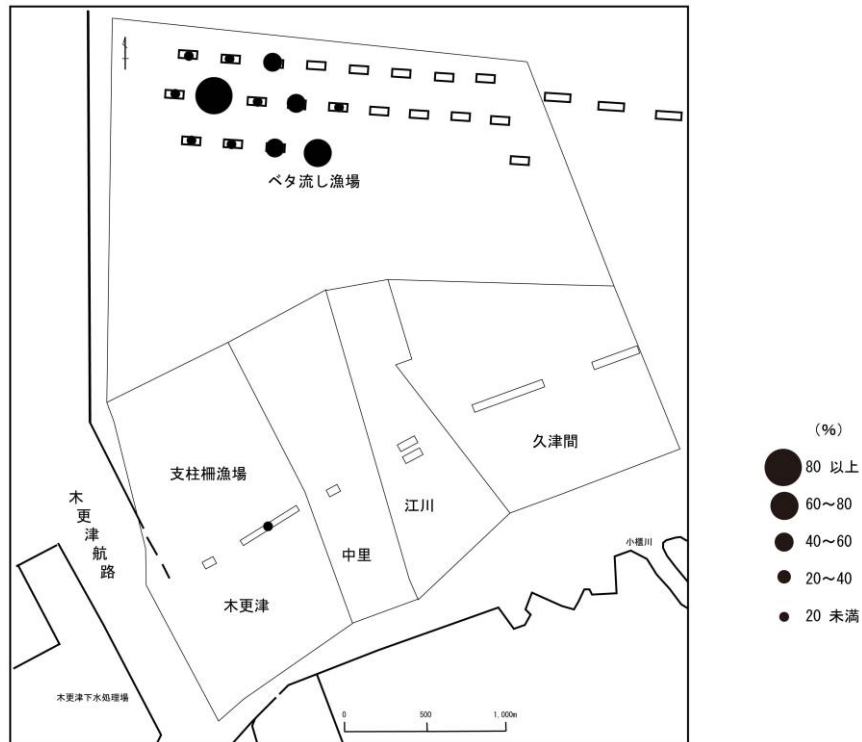 ベタ流し漁場
支柱柵漁場
久津間
江川
中里
木更津
木更津航路
小櫃川
木更津下水処理場
0 500 1,000m
(%)
80 以上
60～80
40～60
20～40
20 未満